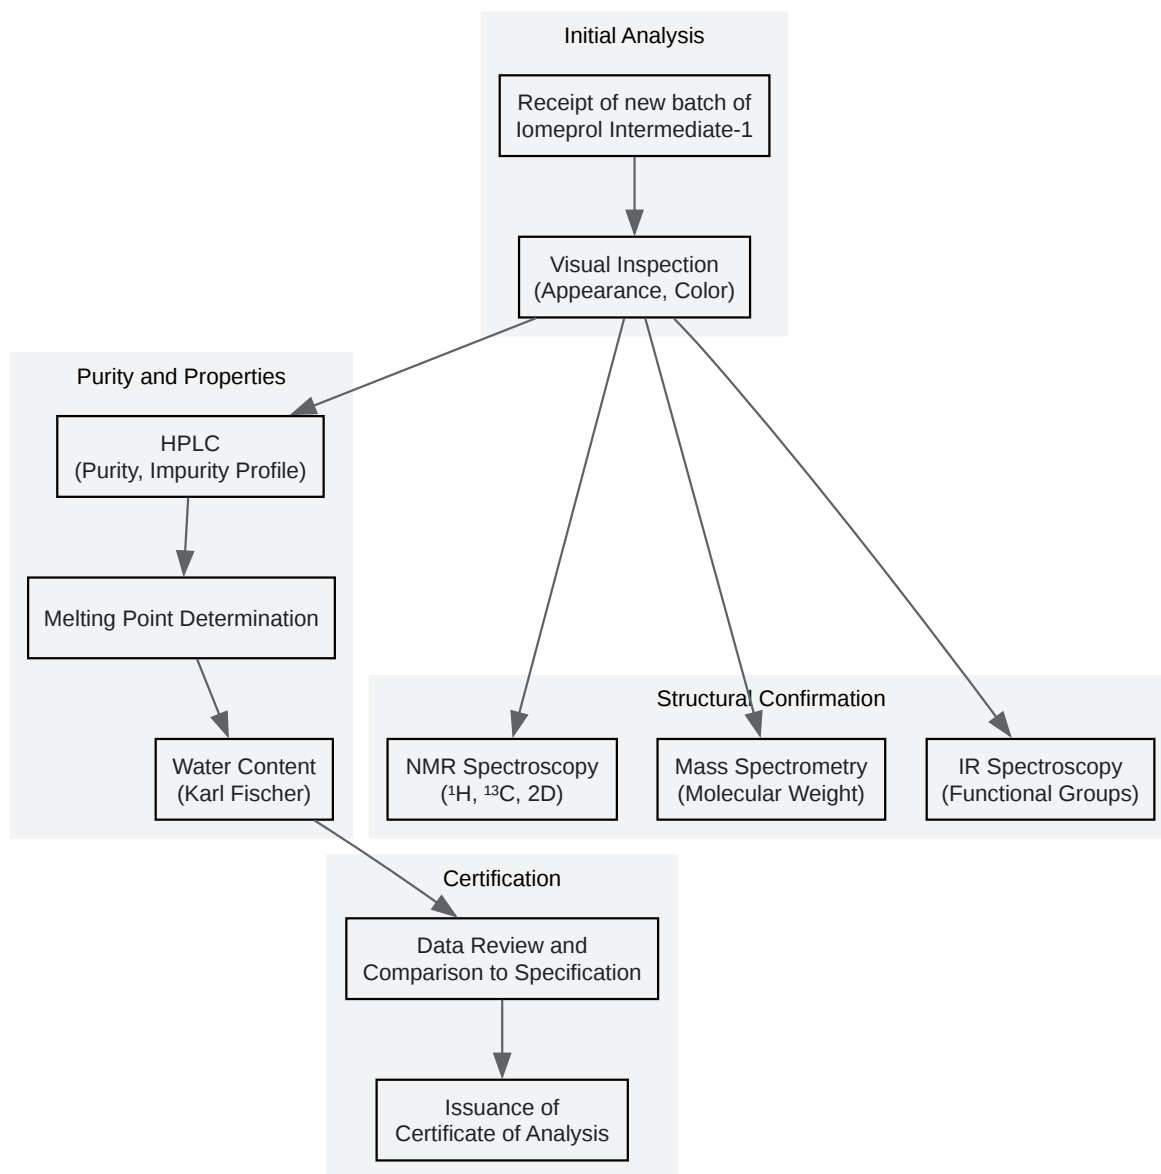 Initial Analysis
Receipt of new batch of
Iomeprol Intermediate-1
Visual Inspection
(Appearance, Color)
Purity and Properties
HPLC
(Purity, Impurity Profile)
Melting Point Determination
Water Content
(Karl Fischer)
Structural Confirmation
NMR Spectroscopy
(¹H, ¹³C, 2D)
Mass Spectrometry
(Molecular Weight)
IR Spectroscopy
(Functional Groups)
Certification
Data Review and
Comparison to Specification
Issuance of
Certificate of Analysis